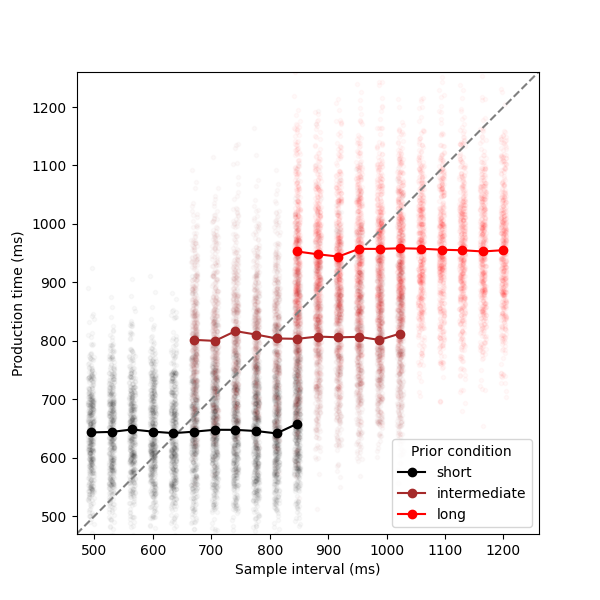 1200
1100
1000
900
800
700
600
500
Production time (ms)
500 600 700 800 900 1000 1100 1200
Sample interval (ms)
Prior condition
short
intermediate
long